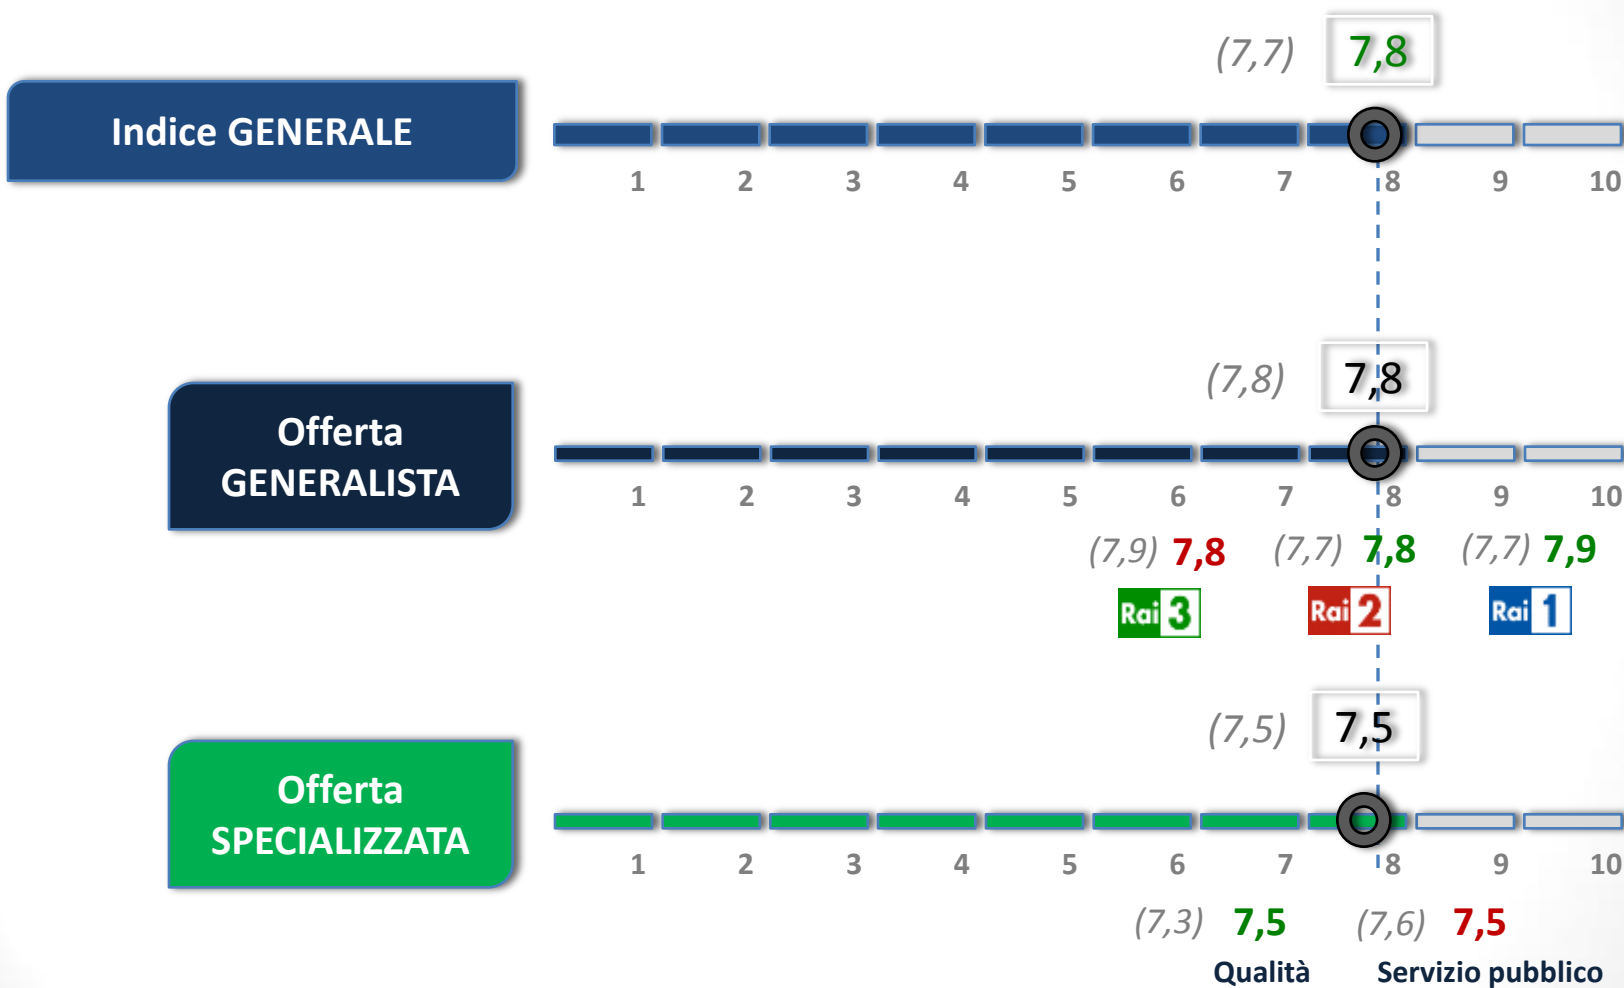 (7,7) 7,8
Indice GENERALE
1 2 3 4 5 6 7 8 9 10
(7,8) 7,8
Offerta
GENERALISTA
1 2 3 4 5 6 7 8 9 10
(7,9) 7,8 (7,7) 7,8 (7,7) 7,9
Rai 3 Rai 2 Rai 1
(7,5) 7,5
Offerta
SPECIALIZZATA
1 2 3 4 5 6 7 8 9 10
(7,3) 7,5 (7,6) 7,5
Qualità Servizio pubblico